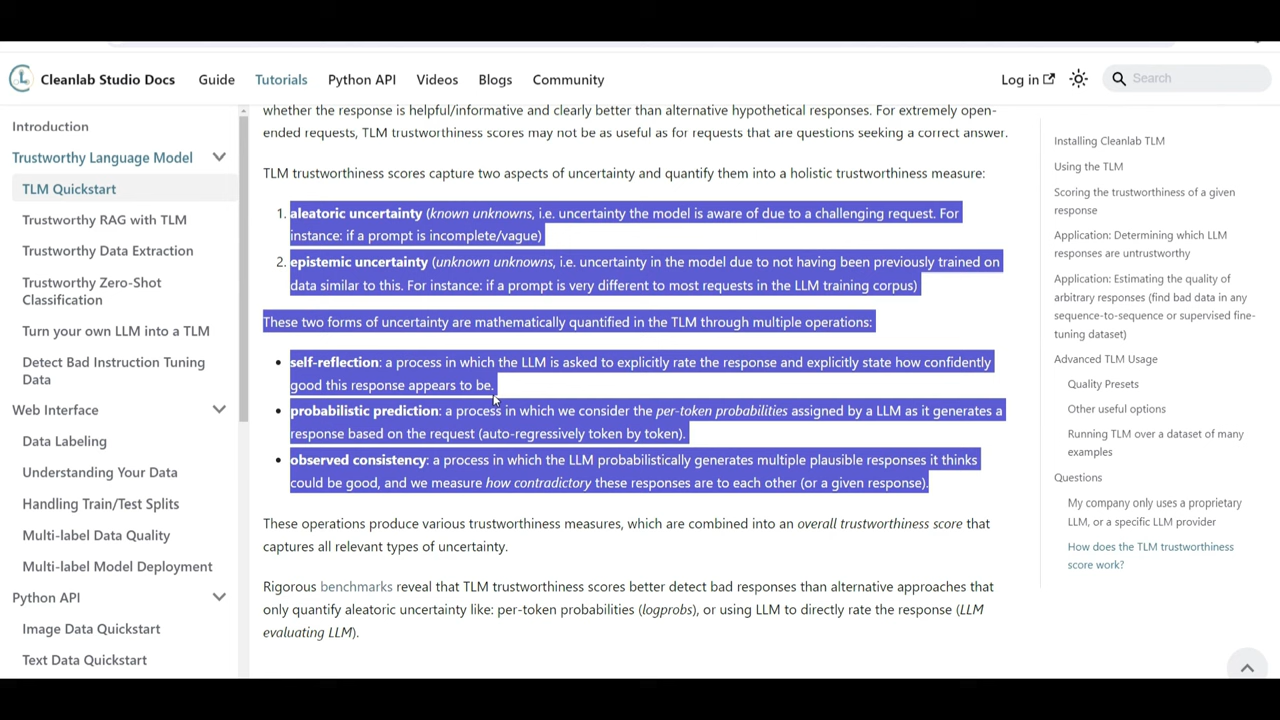 Cleanlab Studio Docs
Guide
Tutorials
Python API
Videos
Blogs
Community
Log in
Search
Introduction
Trustworthy Language Model
TLM Quickstart
Trustworthy RAG with TLM
Trustworthy Data Extraction
Trustworthy Zero-Shot
Classification
Turn your own LLM into a TLM
Detect Bad Instruction Tuning
Data
Web Interface
Data Labeling
Understanding Your Data
Handling Train/Test Splits
Multi-label Data Quality
Multi-label Model Deployment
Python API
Image Data Quickstart
Text Data Quickstart
whether the response is helpful/informative and clearly better than alternative hypothetical responses. For extremely open-
ended requests, TLM trustworthiness scores may not be as useful as for requests that are questions seeking a correct answer.
TLM trustworthiness scores capture two aspects of uncertainty and quantify them into a holistic trustworthiness measure:
1. aleatoric uncertainty (known unknowns, i.e. uncertainty the model is aware of due to a challenging request. For
instance: if a prompt is incomplete/vague)
2. epistemic uncertainty (unknown unknowns, i.e. uncertainty in the model due to not having been previously trained on
data similar to this. For instance: if a prompt is very different to most requests in the LLM training corpus)
These two forms of uncertainty are mathematically quantified in the TLM through multiple operations:
• self-reflection: a process in which the LLM is asked to explicitly rate the response and explicitly state how confidently
good this response appears to be.
• probabilistic prediction: a process in which we consider the per-token probabilities assigned by a LLM as it generates a
response based on the request (auto-regressively token by token).
• observed consistency: a process in which the LLM probabilistically generates multiple plausible responses it thinks
could be good, and we measure how contradictory these responses are to each other (or a given response).
These operations produce various trustworthiness measures, which are combined into an overall trustworthiness score that
captures all relevant types of uncertainty.
Rigorous benchmarks reveal that TLM trustworthiness scores better detect bad responses than alternative approaches that
only quantify aleatoric uncertainty like: per-token probabilities (logprobs), or using LLM to directly rate the response (LLM
evaluating LLM).
Installing Cleanlab TLM
Using the TLM
Scoring the trustworthiness of a given
response
Application: Determining which LLM
responses are untrustworthy
Application: Estimating the quality of
arbitrary responses (find bad data in any
sequence-to-sequence or supervised fine-
tuning dataset)
Advanced TLM Usage
Quality Presets
Other useful options
Running TLM over a dataset of many
examples
Questions
My company only uses a proprietary
LLM, or a specific LLM provider
How does the TLM trustworthiness
score work?